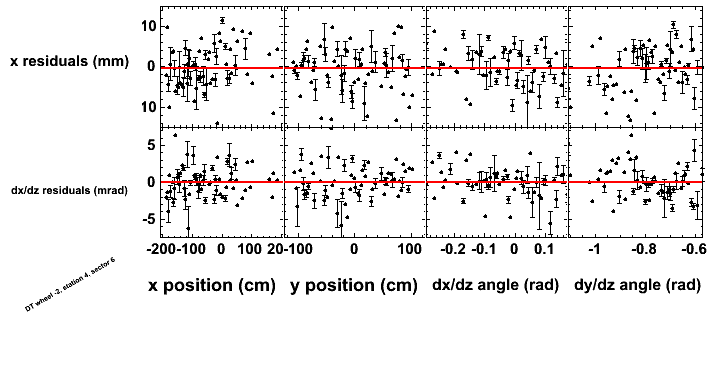 10
x residuals (mm)
0
10
5
dx/dz residuals (mrad)
0
-5
-200 -100 0 100 20 -100 0 100 -0.2 -0.1 0 0.1 -1 -0.8 -0.6
x position (cm) y position (cm) dx/dz angle (rad) dy/dz angle (rad)
DT wheel -2, station 4, sector 6